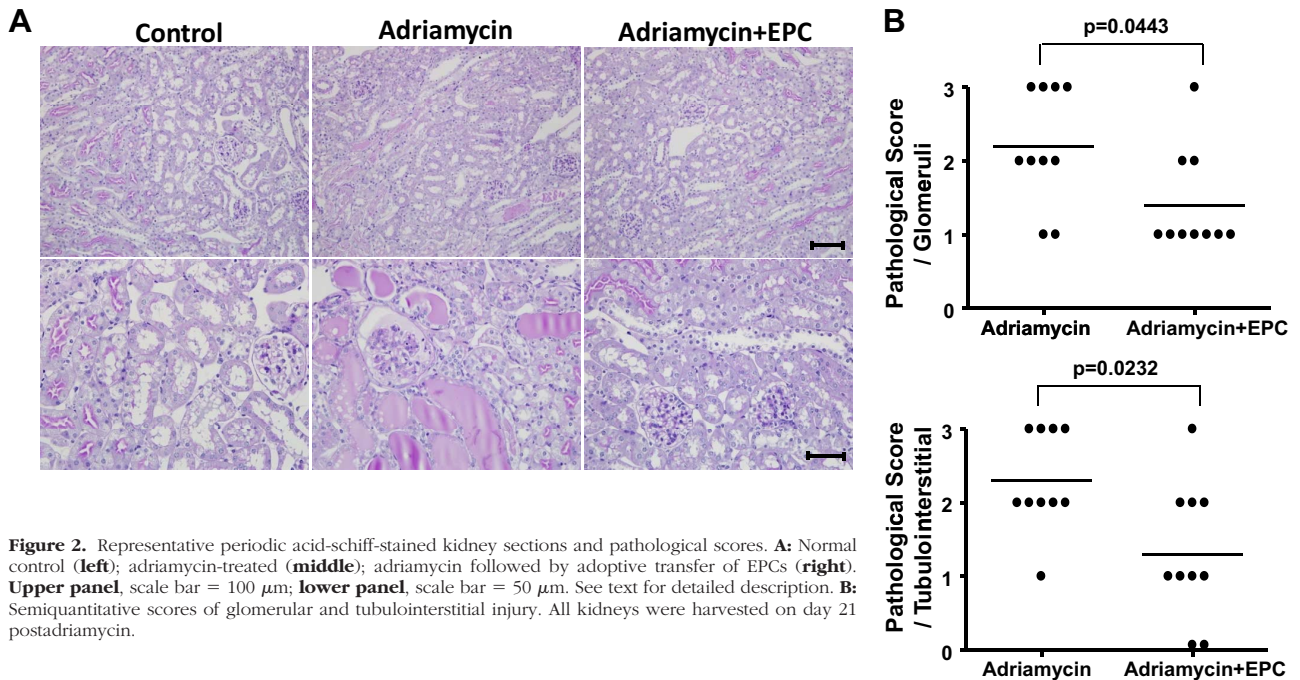 A
Control Adriamycin Adriamycin+EPC
Figure 2. Representative periodic acid-schiff-stained kidney sections and pathological scores. A: Normal
control (left); adriamycin-treated (middle); adriamycin followed by adoptive transfer of EPCs (right).
Upper panel, scale bar = 100 μm; lower panel, scale bar = 50 μm. See text for detailed description. B:
Semiquantitative scores of glomerular and tubulointerstitial injury. All kidneys were harvested on day 21
postadriamycin.
B
p=0.0443
Pathological Score
/ Glomeruli
3
2
1
0
Adriamycin Adriamycin+EPC
p=0.0232
Pathological Score
/ Tubulointerstitial
3
2
1
0
Adriamycin Adriamycin+EPC